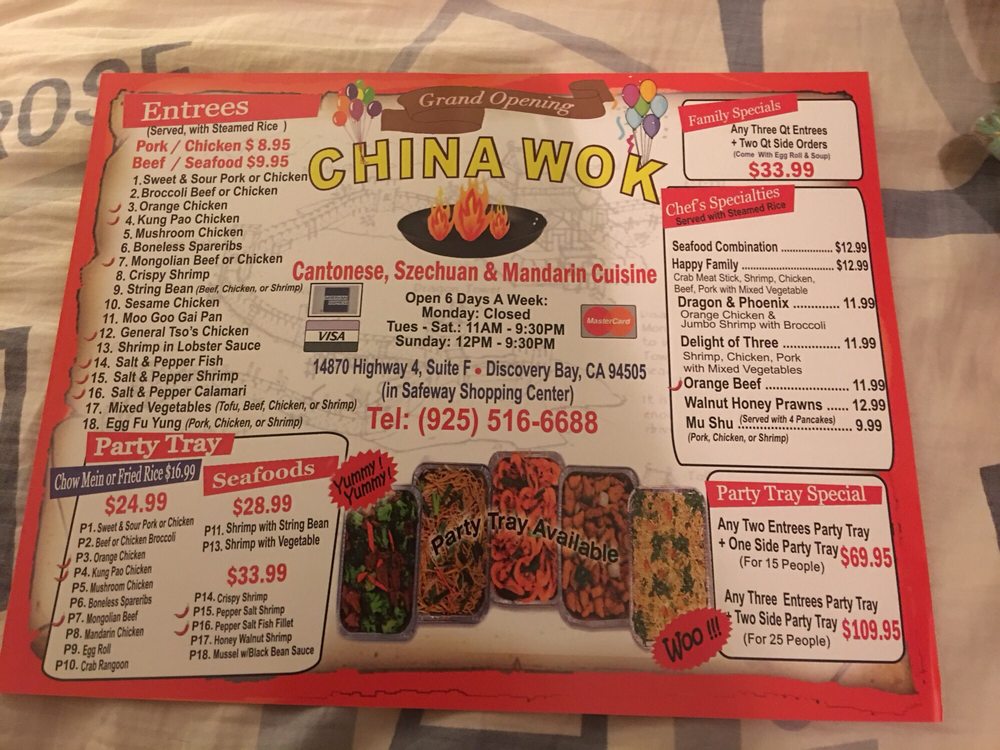 POSE
Grand Opening
CHINA WOK
Cantonese, Szechuan & Mandarin Cuisine
AMERICAN EXPRESS
VISA
MasterCard
Open 6 Days A Week:
Monday: Closed
Tues - Sat.: 11AM - 9:30PM
Sunday: 12PM - 9:30PM
14870 Highway 4, Suite F • Discovery Bay, CA 94505
(in Safeway Shopping Center)
Tel: (925) 516-6688
Entrees
(Served, with Steamed Rice )
Pork / Chicken $ 8.95
Beef / Seafood $9.95
1.Sweet & Sour Pork or Chicken
2.Broccoli Beef or Chicken
3. Orange Chicken
4. Kung Pao Chicken
5. Mushroom Chicken
6. Boneless Spareribs
7. Mongolian Beef or Chicken
8. Crispy Shrimp
9. String Bean (Beef, Chicken, or Shrimp)
10. Sesame Chicken
11. Moo Goo Gai Pan
12. General Tso's Chicken
13. Shrimp in Lobster Sauce
14. Salt & Pepper Fish
15. Salt & Pepper Shrimp
16. Salt & Pepper Calamari
17. Mixed Vegetables (Tofu, Beef, Chicken, or Shrimp)
18. Egg Fu Yung (Pork, Chicken, or Shrimp)
Party Tray
Chow Mein or Fried Rice $16.99
$24.99
P1. Sweet & Sour Pork or Chicken
P2. Beef or Chicken Broccoli
P3. Orange Chicken
P4. Kung Pao Chicken
P5. Mushroom Chicken
P6. Boneless Spareribs
P7. Mongolian Beef
P8. Mandarin Chicken
P9. Egg Roll
P10. Crab Rangoon
Seafoods
$28.99
P11. Shrimp with String Bean
P13. Shrimp with Vegetable
$33.99
P14. Crispy Shrimp
P15. Pepper Salt Shrimp
P16. Pepper Salt Fish Fillet
P17. Honey Walnut Shrimp
P18. Mussel w/Black Bean Sauce
Yummy !
Yummy!
Party Tray Available
Woo !!!
Family Specials
Any Three Qt Entrees
+ Two Qt Side Orders
(Come With Egg Roll & Soup)
$33.99
Chef's Specialties
Served with Steamed Rice
Seafood Combination .................. $12.99
Happy Family ............................. $12.99
Crab Meat Stick, Shrimp, Chicken,
Beef, Pork with Mixed Vegetable
Dragon & Phoenix ............... 11.99
Orange Chicken &
Jumbo Shrimp with Broccoli
Delight of Three .................. 11.99
Shrimp, Chicken, Pork
with Mixed Vegetables
Orange Beef ....................... 11.99
Walnut Honey Prawns ...... 12.99
Mu Shu (Served with 4 Pancakes) 9.99
(Pork, Chicken, or Shrimp)
Party Tray Special
Any Two Entrees Party Tray
+ One Side Party Tray $69.95
(For 15 People)
Any Three Entrees Party Tray
+ Two Side Party Tray $109.95
(For 25 People)